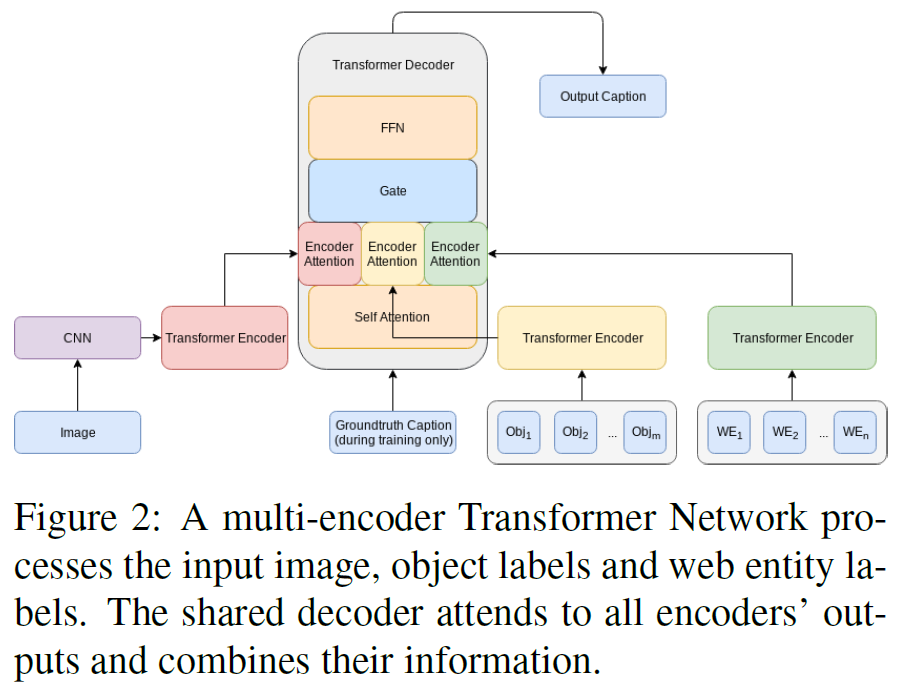 Transformer Decoder
Output Caption
FFN
Gate
Encoder
Attention
Encoder
Attention
Encoder
Attention
Self Attention
CNN
Transformer Encoder
Transformer Encoder
Transformer Encoder
Image
Groundtruth Caption
(during training only)
Obj1 Obj2 ... Objm
WE1 WE2 ... WEn
Figure 2: A multi-encoder Transformer Network pro-
cesses the input image, object labels and web entity la-
bels. The shared decoder attends to all encoders’ out-
puts and combines their information.